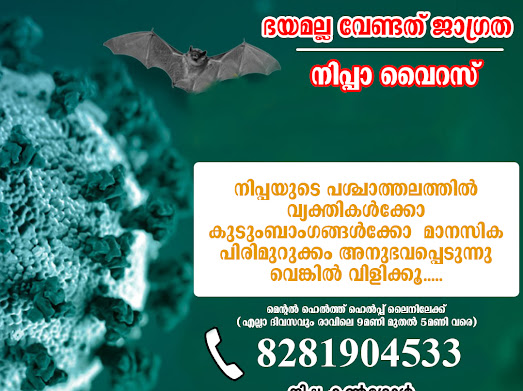 ഭയമല്ല വേണ്ടത് ജാഗ്രത
നിപ്പാ വൈറസ്
നിപ്പയുടെ പശ്ചാത്തലത്തിൽ
വ്യക്തികൾക്കോ
കുടുംബാംഗങ്ങൾക്കോ മാനസിക
പിരിമുറുക്കം അനുഭവപ്പെടുന്നു
വെങ്കിൽ വിളിക്കൂ.....
മെന്റൽ ഹെൽത്ത് ഹെൽപ്പ് ലൈനിലേക്ക്
(എല്ലാ ദിവസവും രാവിലെ 9മണി മുതൽ 5മണി വരെ)
8281904533